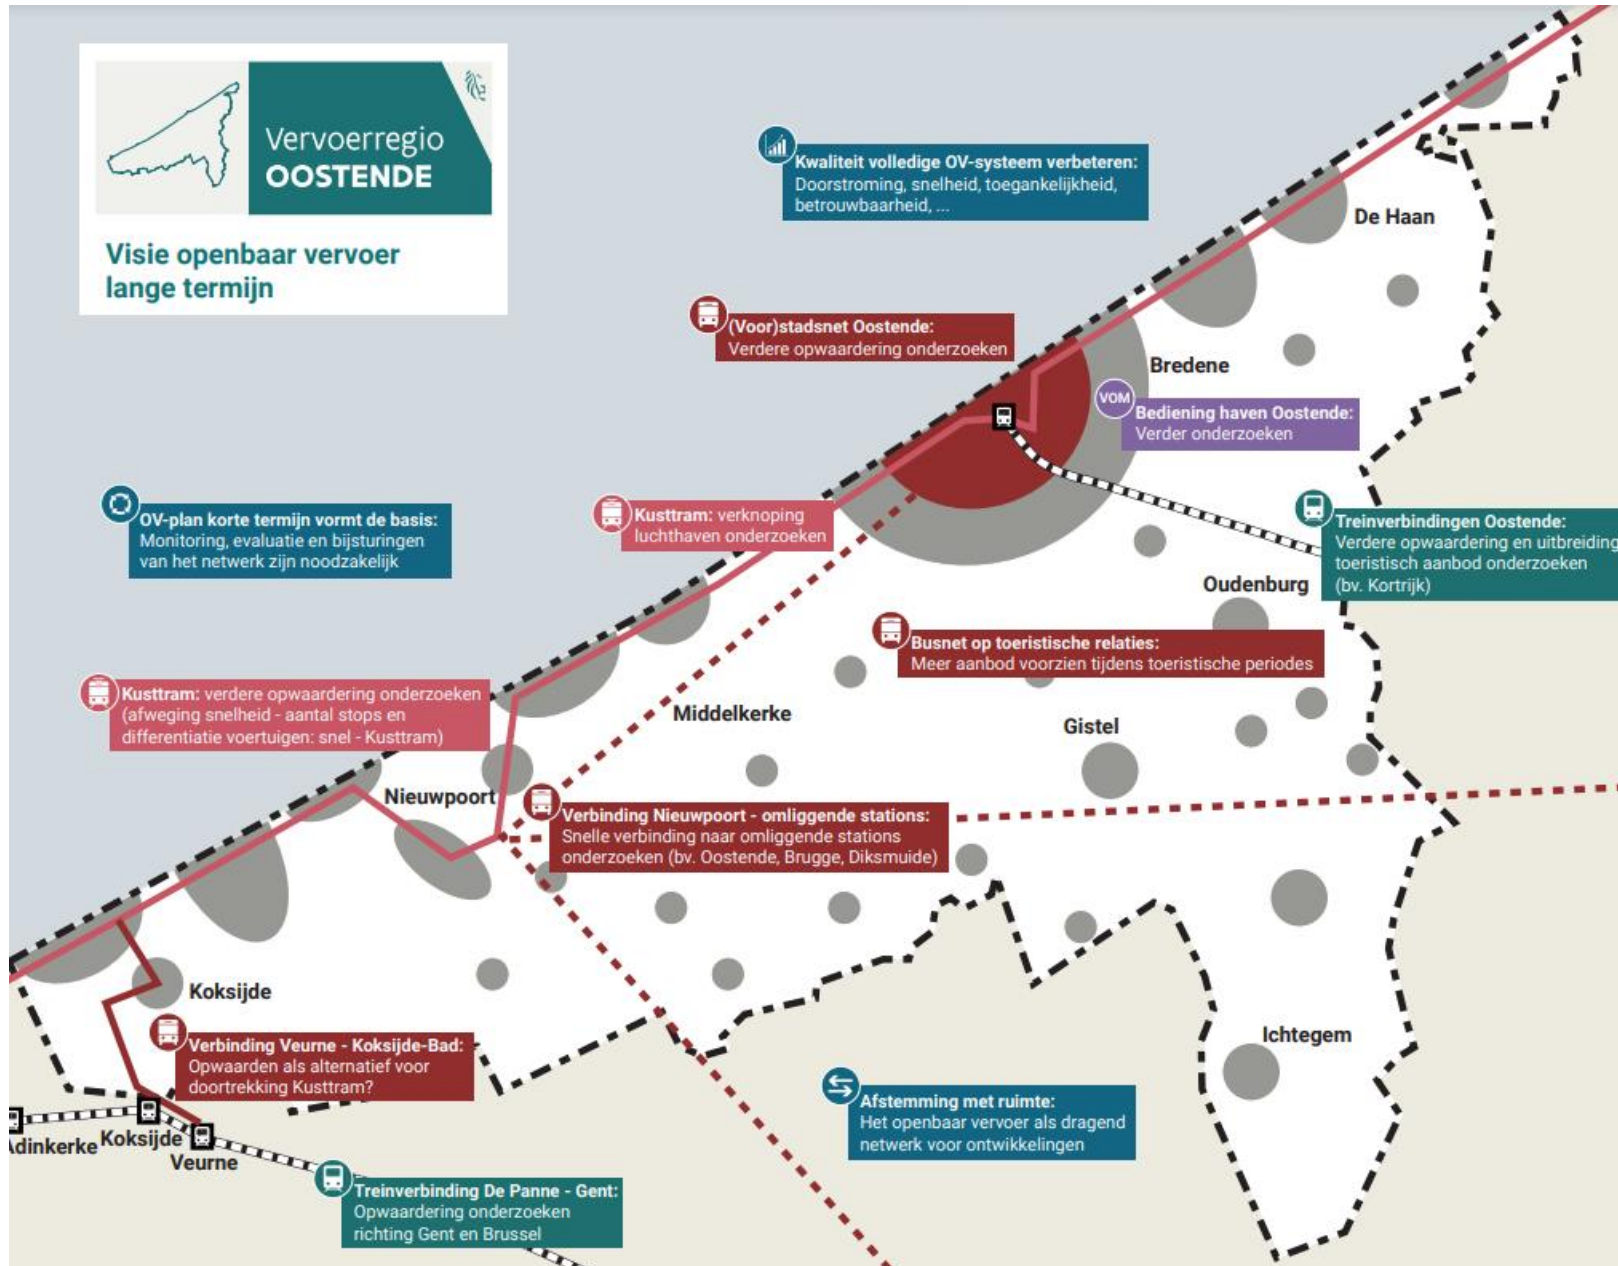 Vervoerregio
OOSTENDE
Visie openbaar vervoer
lange termijn
Kwaliteit volledige OV-systeem verbeteren:
Doorstroming, snelheid, toegankelijkheid,
betrouwbaarheid, ...
De Haan
(Voor)stadsnet Oostende:
Verdere opwaardering onderzoeken
Bredene
VOM
Bediening haven Oostende:
Verder onderzoeken
OV-plan korte termijn vormt de basis:
Monitoring, evaluatie en bijsturingen
van het netwerk zijn noodzakelijk
Kusttram: verknoping
luchthaven onderzoeken
Treinverbindingen Oostende:
Verdere opwaardering en uitbreiding
toeristisch aanbod onderzoeken
(bv. Kortrijk)
Oudenburg
Busnet op toeristische relaties:
Meer aanbod voorzien tijdens toeristische periodes
Kusttram: verdere opwaardering onderzoeken
(afweging snelheid - aantal stops en
differentiatie voertuigen: snel - Kusttram)
Middelkerke
Gistel
Nieuwpoort
Verbinding Nieuwpoort - omliggende stations:
Snelle verbinding naar omliggende stations
onderzoeken (bv. Oostende, Brugge, Diksmuide)
Koksijde
Verbinding Veurne - Koksijde-Bad:
Opwaarden als alternatief voor
doortrekking Kusttram?
Ichtegem
Afstemming met ruimte:
Het openbaar vervoer als dragend
netwerk voor ontwikkelingen
Adinkerke
Koksijde
Veurne
Treinverbinding De Panne - Gent:
Opwaardering onderzoeken
richting Gent en Brussel